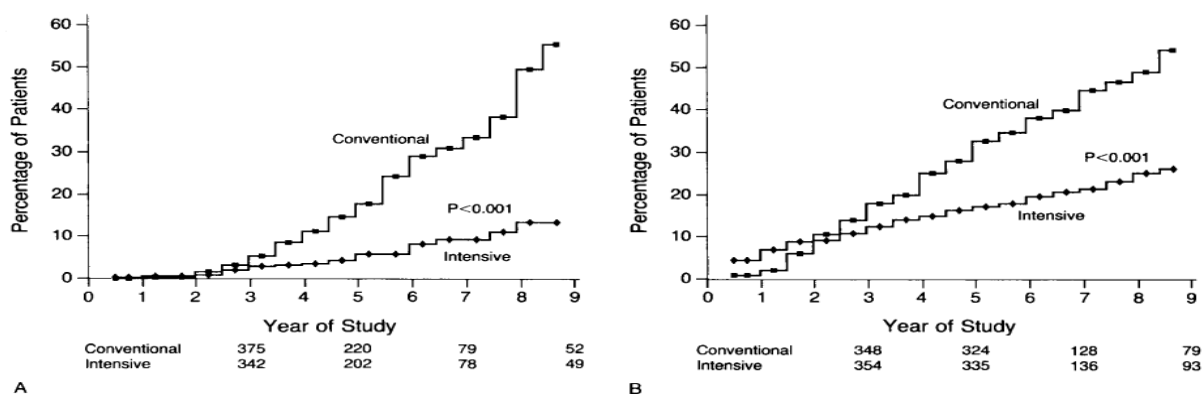 Percentage of Patients
60
50
40
30
20
10
0
Conventional
P<0.001
Intensive
0 1 2 3 4 5 6 7 8 9
Year of Study
Conventional 375 220 79 52
Intensive 342 202 78 49
A
Percentage of Patients
60
50
40
30
20
10
0
Conventional
P<0.001
Intensive
0 1 2 3 4 5 6 7 8 9
Year of Study
Conventional 348 324 128 79
Intensive 354 335 136 93
B